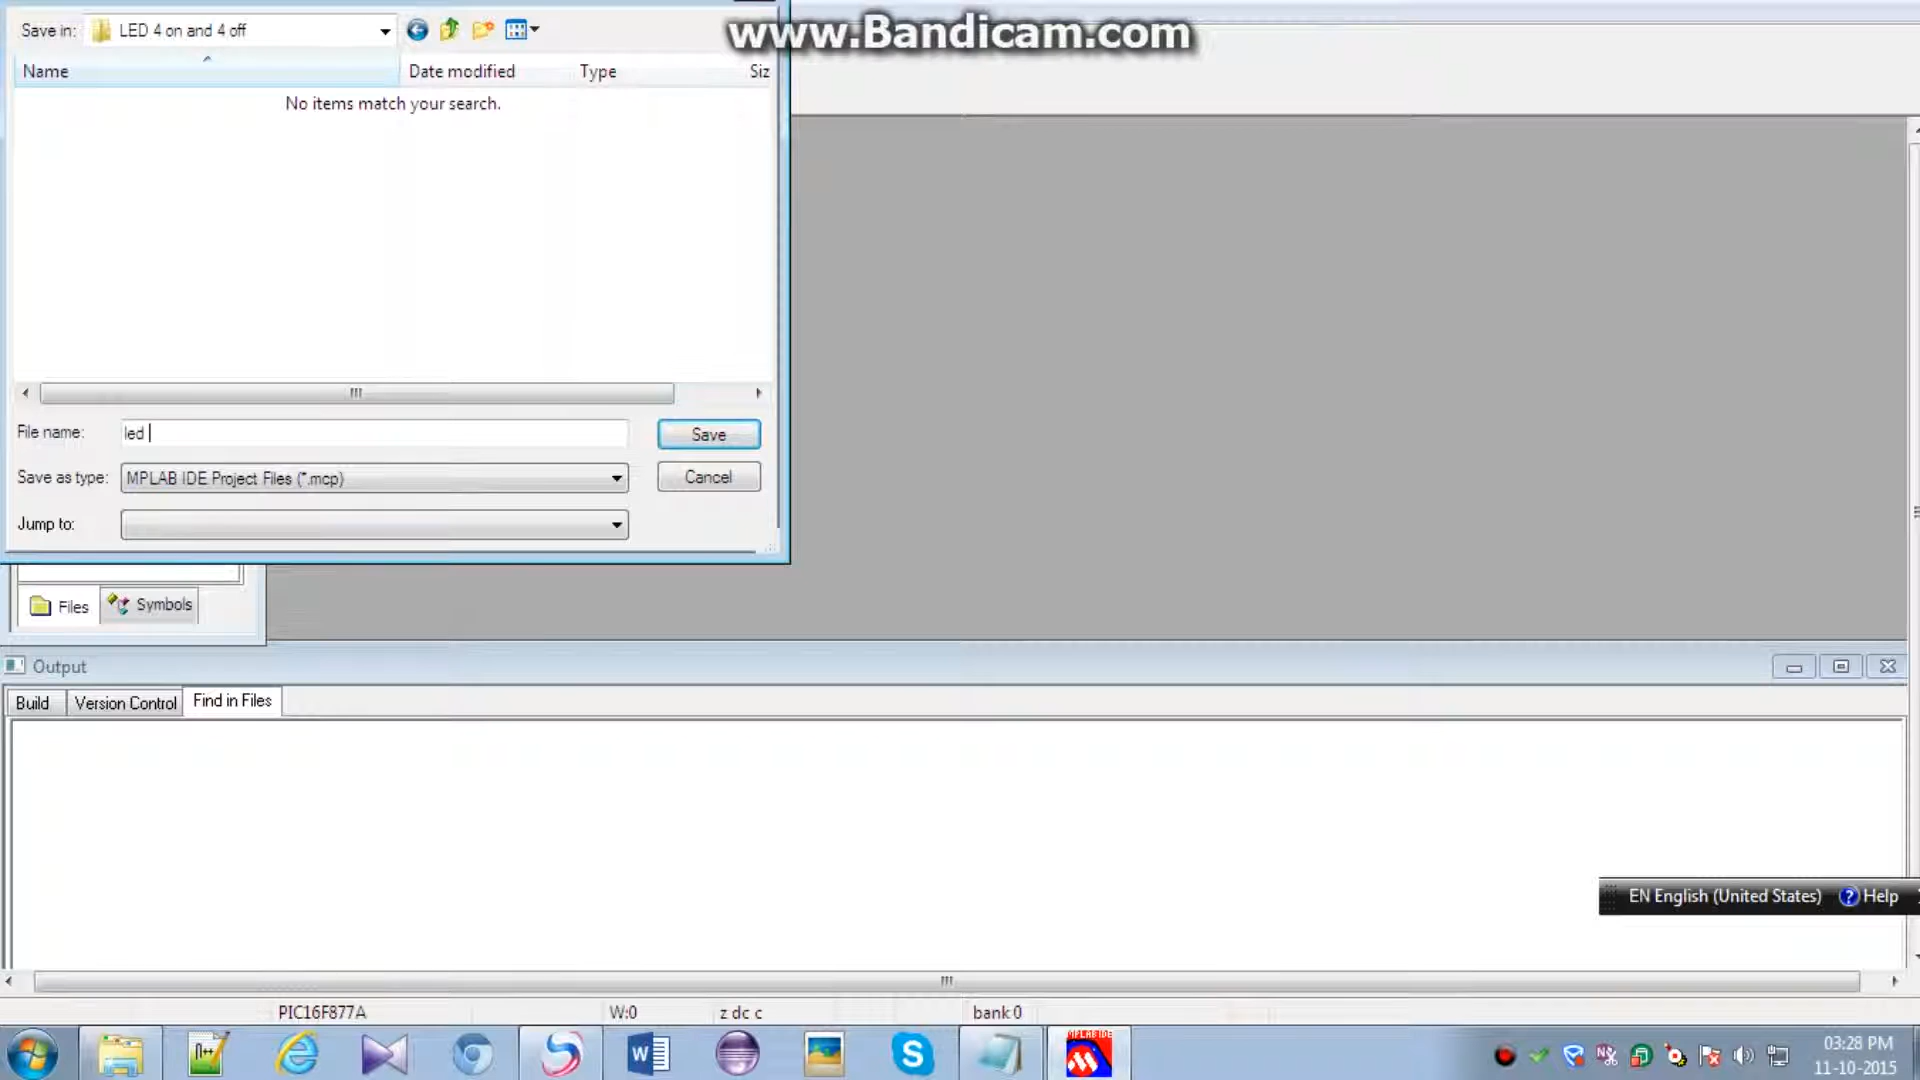 Save in: LED 4 on and 4 off
www.Bandicam.com
Name Date modified Type Siz
No items match your search.
File name: led
Save
Save as type: MPLAB IDE Project Files (*.mcp)
Cancel
Jump to:
Files Symbols
Output
Build Version Control Find in Files
EN English (United States) ? Help
PIC16F877A W:0 z dc c bank 0
MPLAB IDE
n++
W
S
03:28 PM
11-10-2015